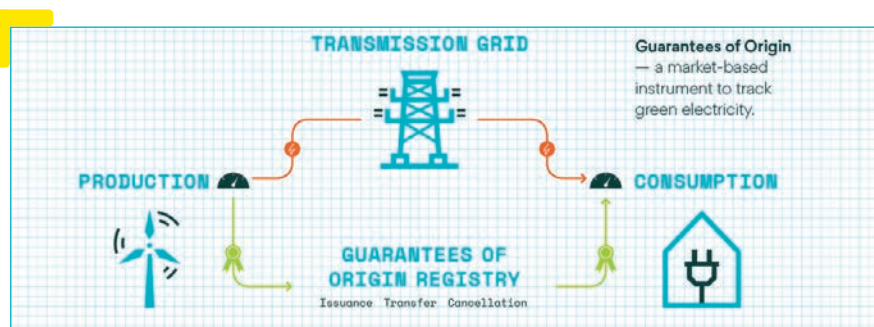 TRANSMISSION GRID
Guarantees of Origin
— a market-based
instrument to track
green electricity.
PRODUCTION
CONSUMPTION
GUARANTEES OF
ORIGIN REGISTRY
Issuance Transfer Cancellation